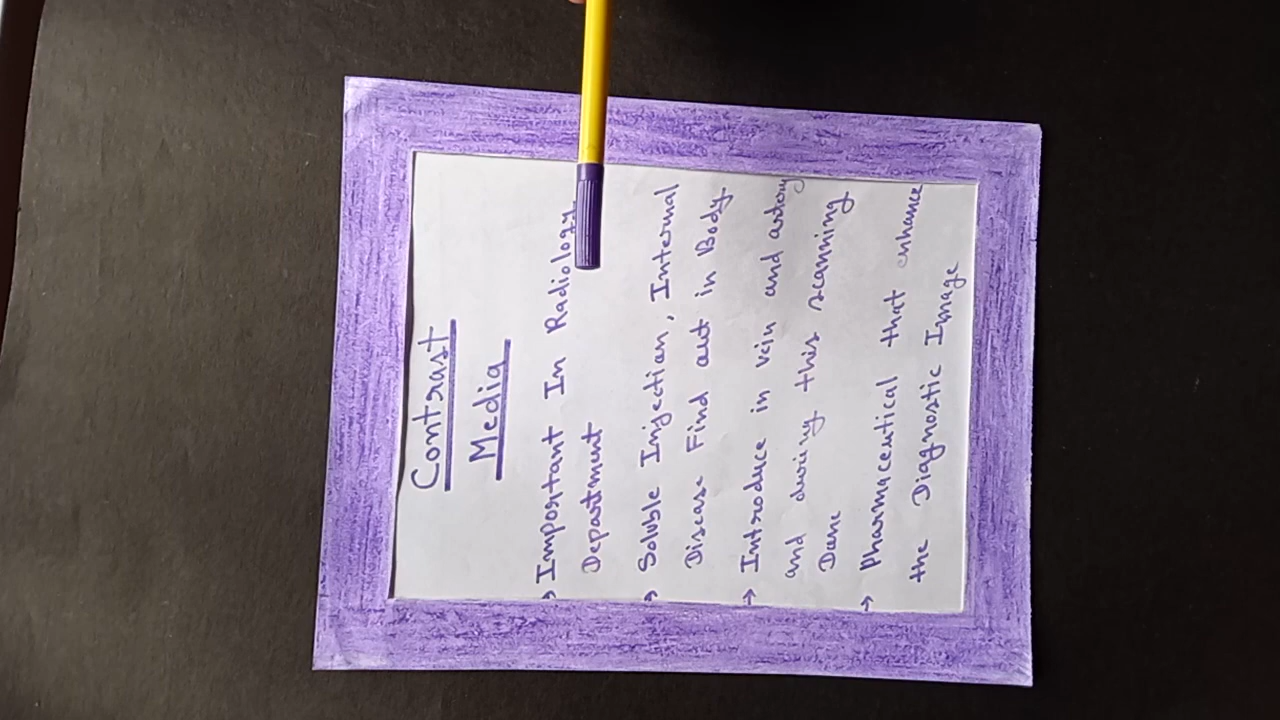 Contrast
Media
→ Important In Radiology
Department
→ Soluble Injection, Internal
Disease Find out in Body
→ Introduce in vein and artery
and during this scanning
Done
→ Pharmaceutical that enhance
the Diagnostic Image